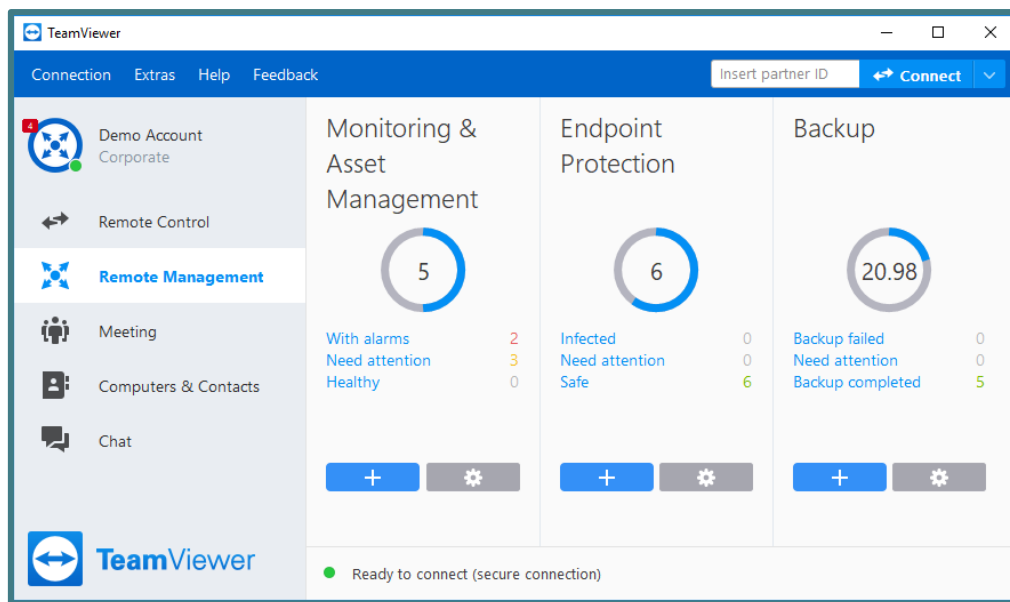 TeamViewer
Connection Extras Help Feedback
Insert partner ID
Connect
4
Demo Account
Corporate
Remote Control
Remote Management
Meeting
Computers & Contacts
Chat
TeamViewer
Monitoring &
Asset
Management
5
With alarms 2
Need attention 3
Healthy 0
Endpoint
Protection
6
Infected 0
Need attention 0
Safe 6
Backup
20.98
Backup failed 0
Need attention 0
Backup completed 5
Ready to connect (secure connection)